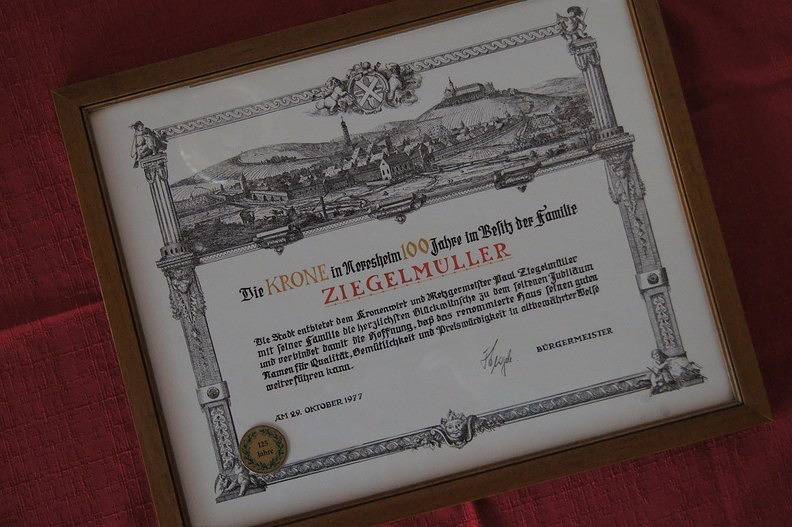 Die KRONE in Neresheim 100 Jahre im Besitz der Familie
ZIEGELMÜLLER
Die Stadt entbietet dem Kronenwirt und Metzgermeister Paul Ziegelmüller
mit seiner Familie die herzlichsten Glückwünsche zu dem seltenen Jubiläum
und verbindet damit die Hoffnung, daß das renommierte Haus seinen guten
Namen für Qualität, Gemütlichkeit und Preiswürdigkeit in altbewährter Weise
weiterführen kann.
BÜRGERMEISTER
AM 29. OKTOBER 1977
125
Jahre